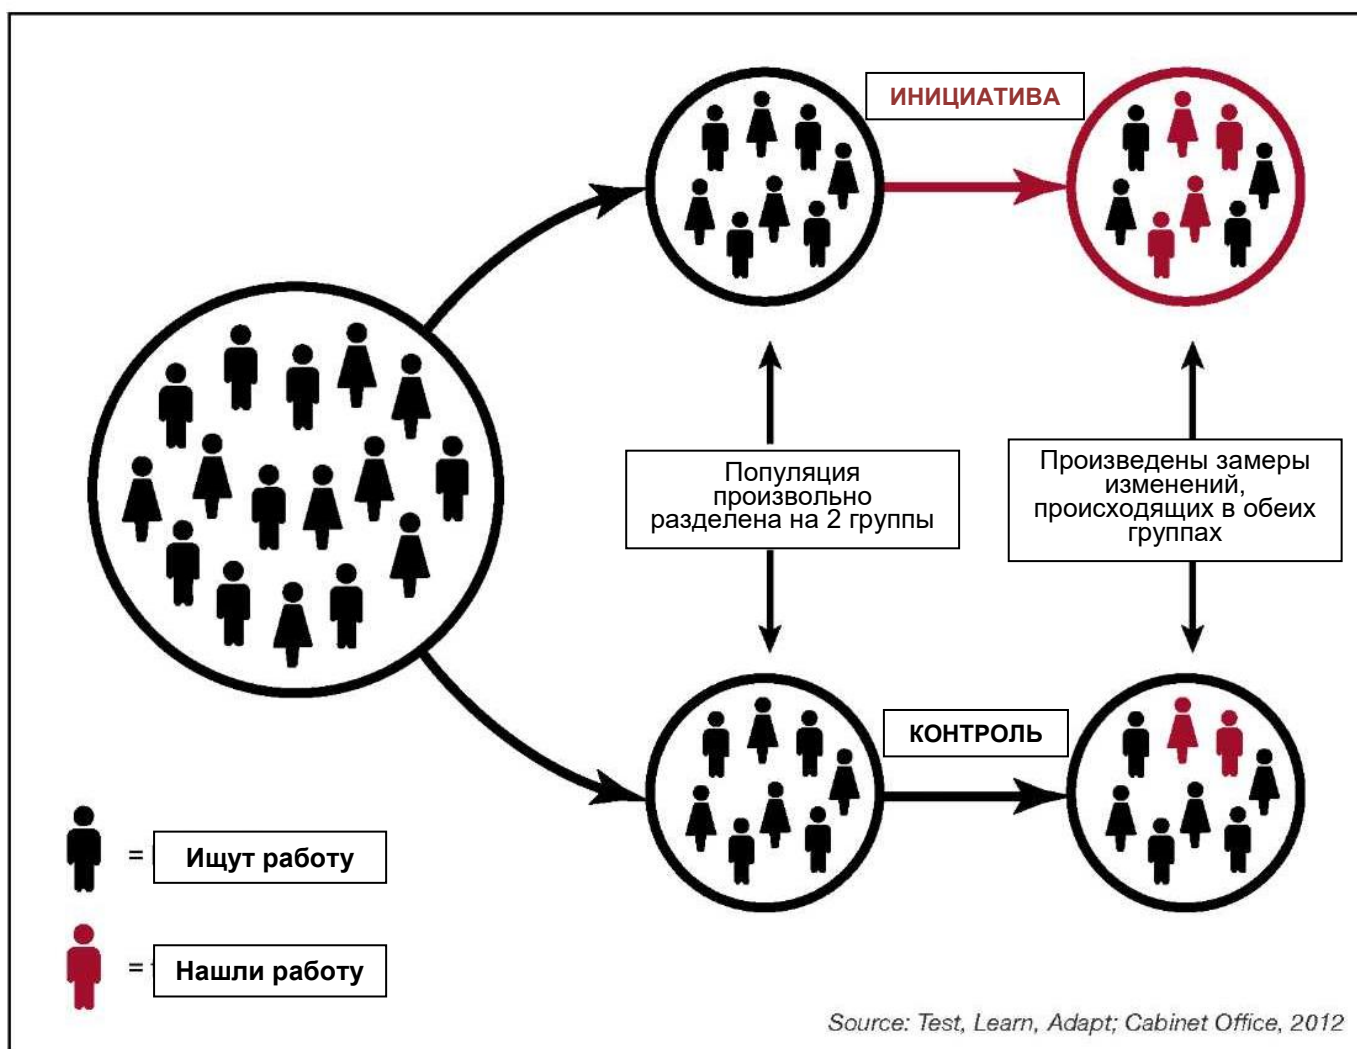 ИНИЦИАТИВА
Популяция
произвольно
разделена на 2 группы
Произведены замеры
изменений,
происходящих в обеих
группах
КОНТРОЛЬ
= Ищут работу
= Нашли работу
Source: Test, Learn, Adapt; Cabinet Office, 2012